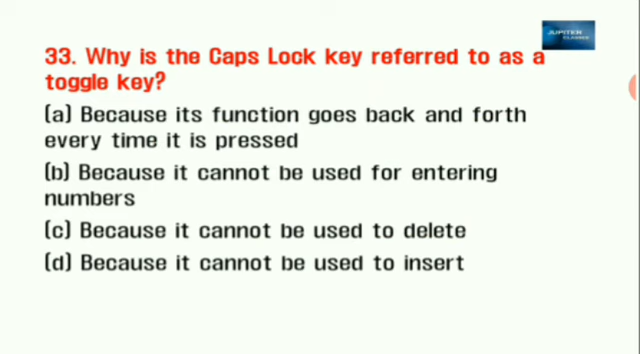 JUPITER
CLASSES
33. Why is the Caps Lock key referred to as a
toggle key?
(a) Because its function goes back and forth
every time it is pressed
(b) Because it cannot be used for entering
numbers
(c) Because it cannot be used to delete
(d) Because it cannot be used to insert